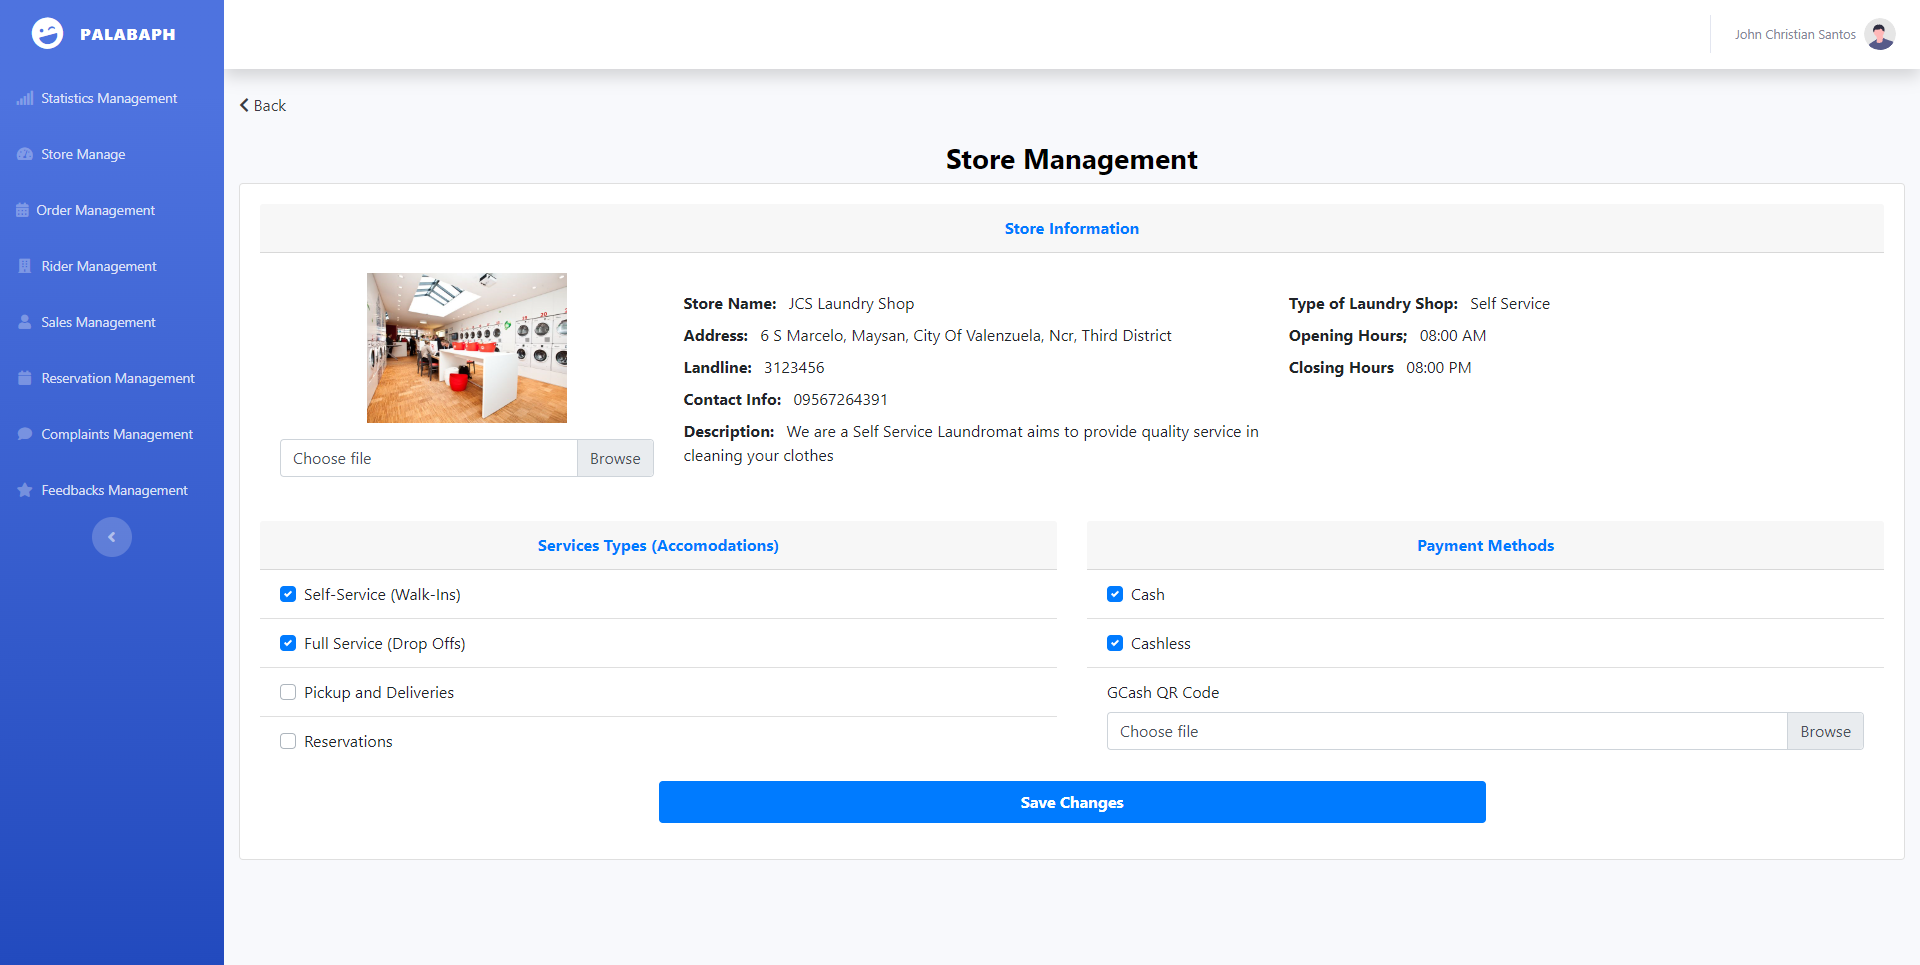 PALABAPH
John Christian Santos
Statistics Management
Store Manage
Order Management
Rider Management
Sales Management
Reservation Management
Complaints Management
Feedbacks Management
Back
Store Management
Store Information
Choose file Browse
Store Name: JCS Laundry Shop
Address: 6 S Marcelo, Maysan, City Of Valenzuela, Ncr, Third District
Landline: 3123456
Contact Info: 09567264391
Description: We are a Self Service Laundromat aims to provide quality service in
cleaning your clothes
Type of Laundry Shop: Self Service
Opening Hours; 08:00 AM
Closing Hours 08:00 PM
Services Types (Accomodations)
Self-Service (Walk-Ins)
Full Service (Drop Offs)
Pickup and Deliveries
Reservations
Payment Methods
Cash
Cashless
GCash QR Code
Choose file Browse
Save Changes